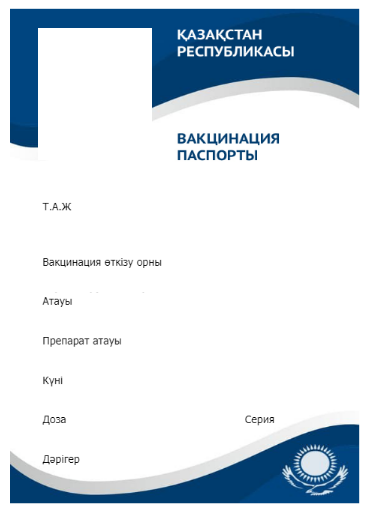 ҚАЗАҚСТАН
РЕСПУБЛИКАСЫ
ВАКЦИНАЦИЯ
ПАСПОРТЫ
Т.А.Ж
Вакцинация өткізу орны
Атауы
Препарат атауы
Күні
Доза Серия
Дәрігер